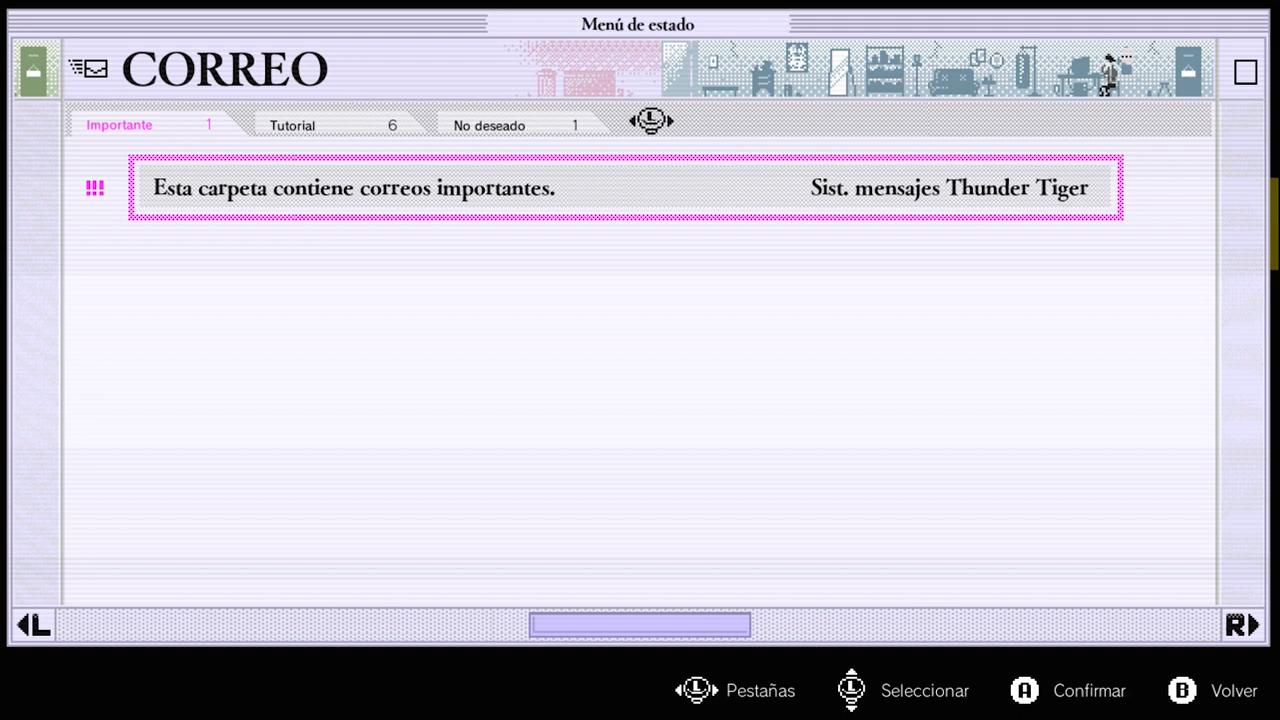 Menú de estado
CORREO
Importante 1 Tutorial 6 No deseado 1 L
!!! Esta carpeta contiene correos importantes. Sist. mensajes Thunder Tiger
L R
L Pestañas L Seleccionar A Confirmar B Volver